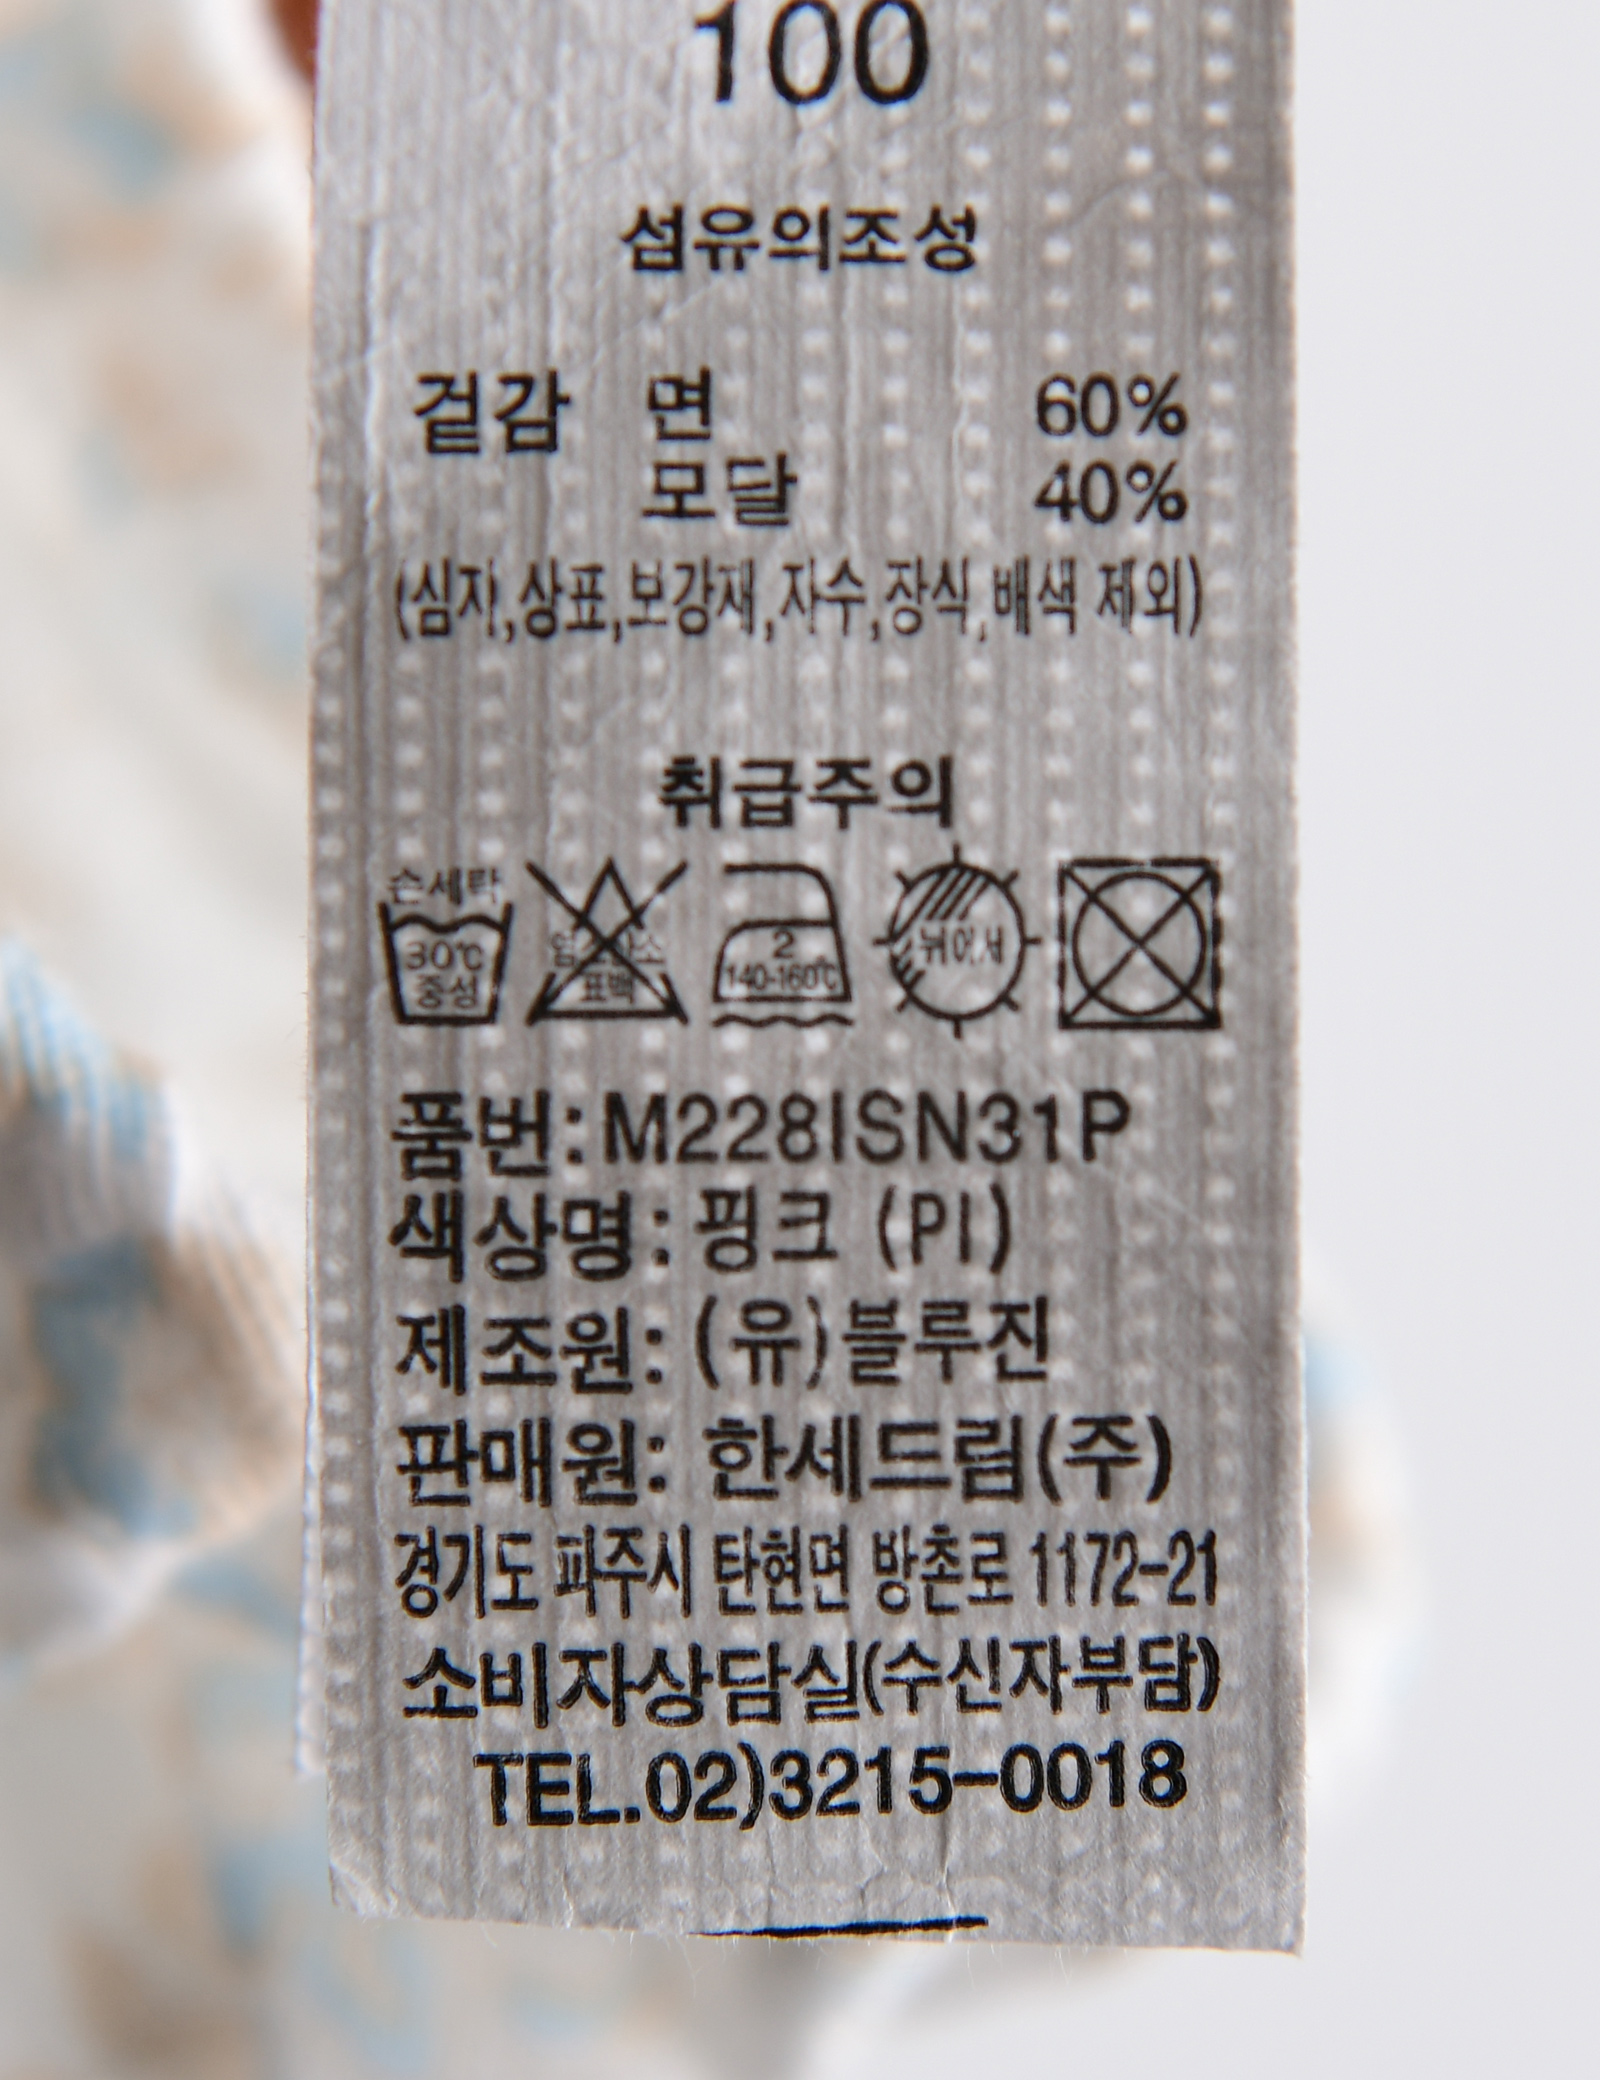 100
섬유의조성
겉감 면 60%
모달 40%
(심지,상표,보강재,자수,장식,배색 제외)
취급주의
손세탁
30℃
중성
염소산소
표백
2
140-160℃
뉘어서
품번:M228ISN31P
색상명: 핑크 (PI)
제조원: (유)블루진
판매원: 한세드림(주)
경기도 파주시 탄현면 방촌로 1172-21
소비자상담실(수신자부담)
TEL.02)3215-0018